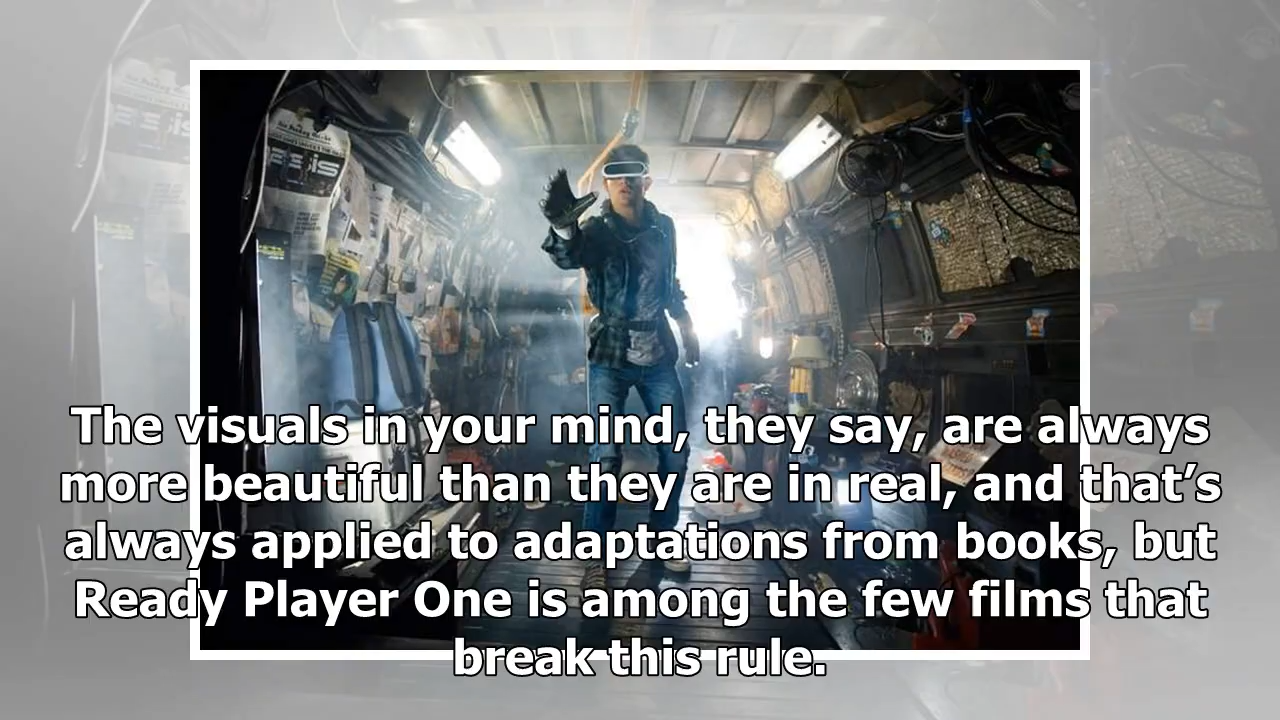 The visuals in your mind, they say, are always
more beautiful than they are in real, and that’s
always applied to adaptations from books, but
Ready Player One is among the few films that
break this rule.